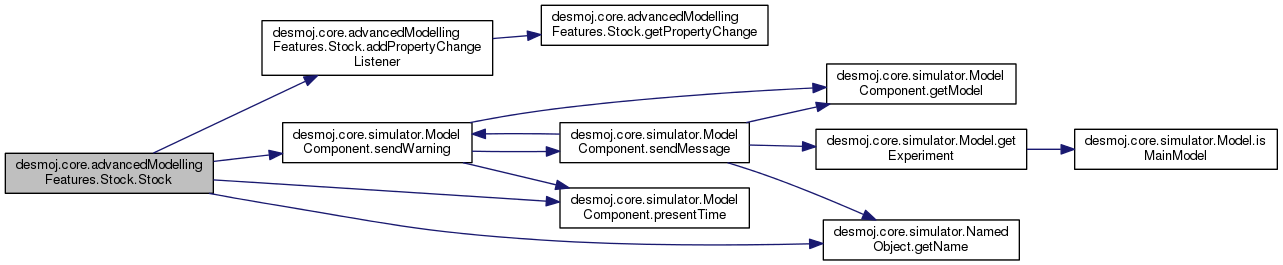 desmoj.core.advancedModelling
Features.Stock.Stock
desmoj.core.advancedModelling
Features.Stock.addPropertyChange
Listener
desmoj.core.advancedModelling
Features.Stock.getPropertyChange
desmoj.core.simulator.Model
Component.sendWarning
desmoj.core.simulator.Model
Component.sendMessage
desmoj.core.simulator.Model
Component.presentTime
desmoj.core.simulator.Model
Component.getModel
desmoj.core.simulator.Model.get
Experiment
desmoj.core.simulator.Named
Object.getName
desmoj.core.simulator.Model.is
MainModel